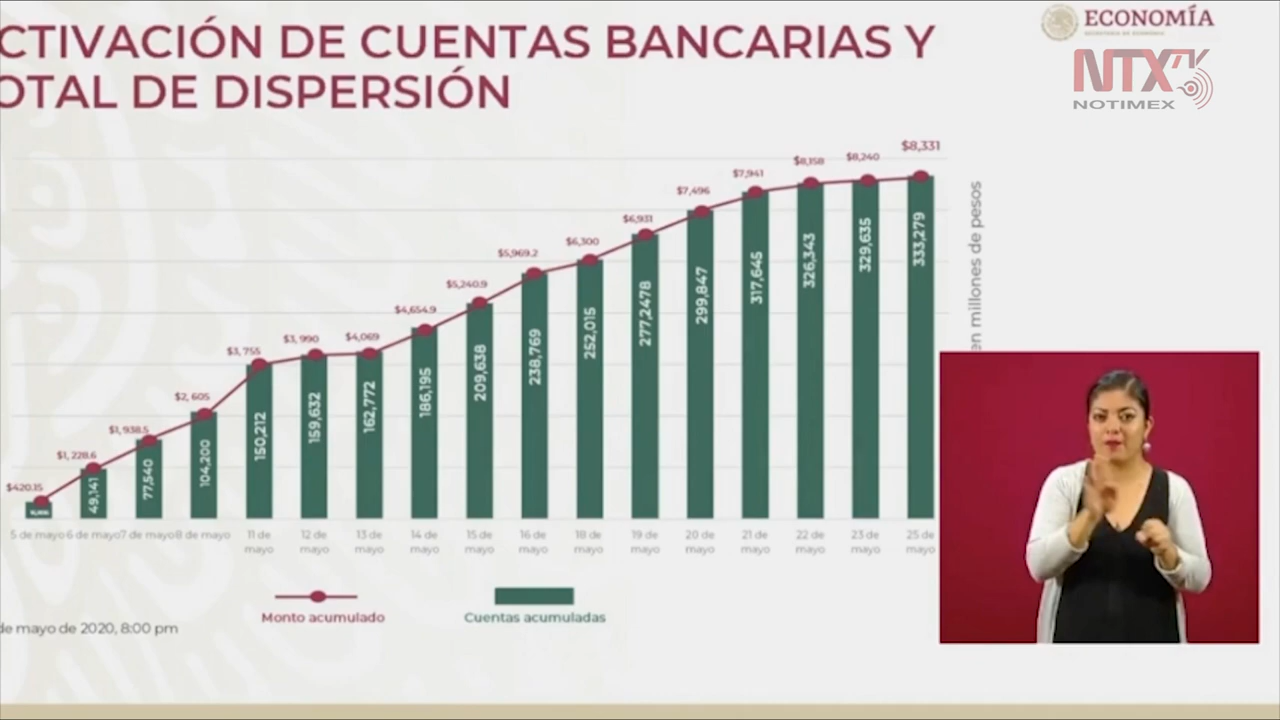 CTIVACIÓN DE CUENTAS BANCARIAS Y
OTAL DE DISPERSIÓN
ECONOMÍA
SECRETARÍA DE ECONOMÍA
NTX
NOTIMEX
$420.15
$1, 228.6
$1, 938.5
$2, 605
$3, 755
$3, 990
$4,069
$4,654.9
$5,240.9
$5,969.2
$6,300
$6,931
$7,496
$7,941
$8,158
$8,240
$8,331
49,141
77,540
104,200
150,212
159,632
162,772
186,195
209,638
238,769
252,015
277,2478
299,847
317,645
326,343
329,635
333,279
en millones de pesos
5 de mayo
6 de mayo
7 de mayo
8 de mayo
11 de
mayo
12 de
mayo
13 de
mayo
14 de
mayo
15 de
mayo
16 de
mayo
18 de
mayo
19 de
mayo
20 de
mayo
21 de
mayo
22 de
mayo
23 de
mayo
25 de
mayo
Monto acumulado
Cuentas acumuladas
de mayo de 2020, 8:00 pm